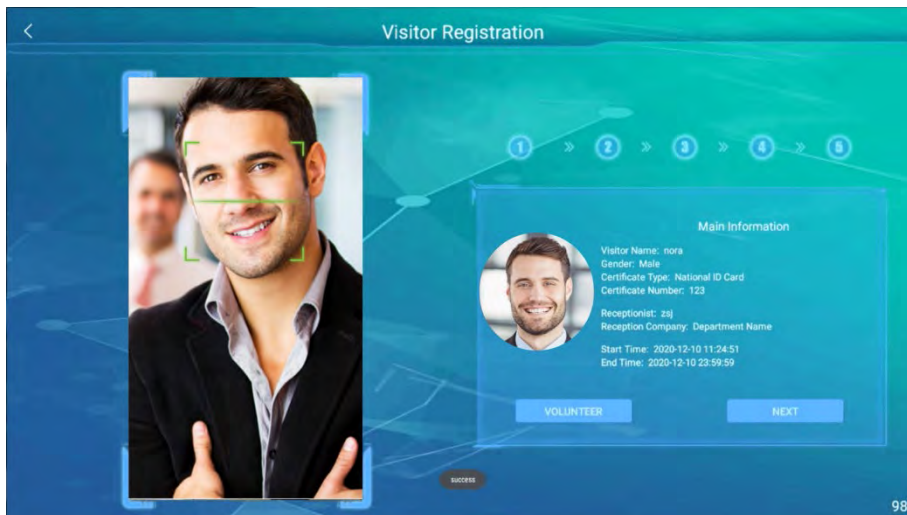 Visitor Registration
1 » 2 » 3 » 4 » 5
Main Information
Visitor Name: nora
Gender: Male
Certificate Type: National ID Card
Certificate Number: 123
Receptionist: zsj
Reception Company: Department Name
Start Time: 2020-12-10 11:24:51
End Time: 2020-12-10 23:59:59
VOLUNTEER
NEXT
success
98